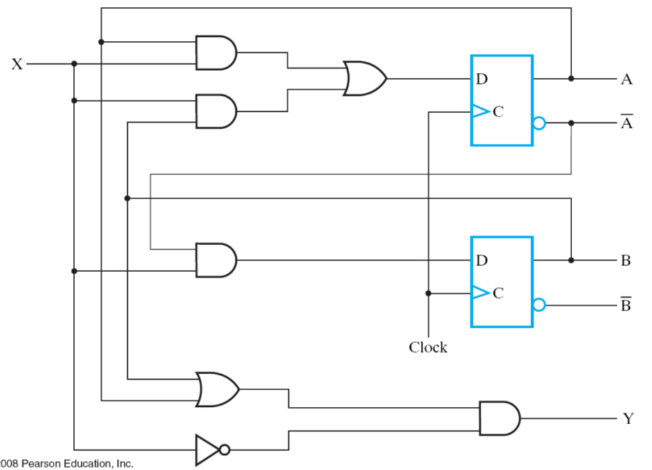 X
D
A
C
A̅
D
B
C
B̅
Clock
Y
008 Pearson Education, Inc.